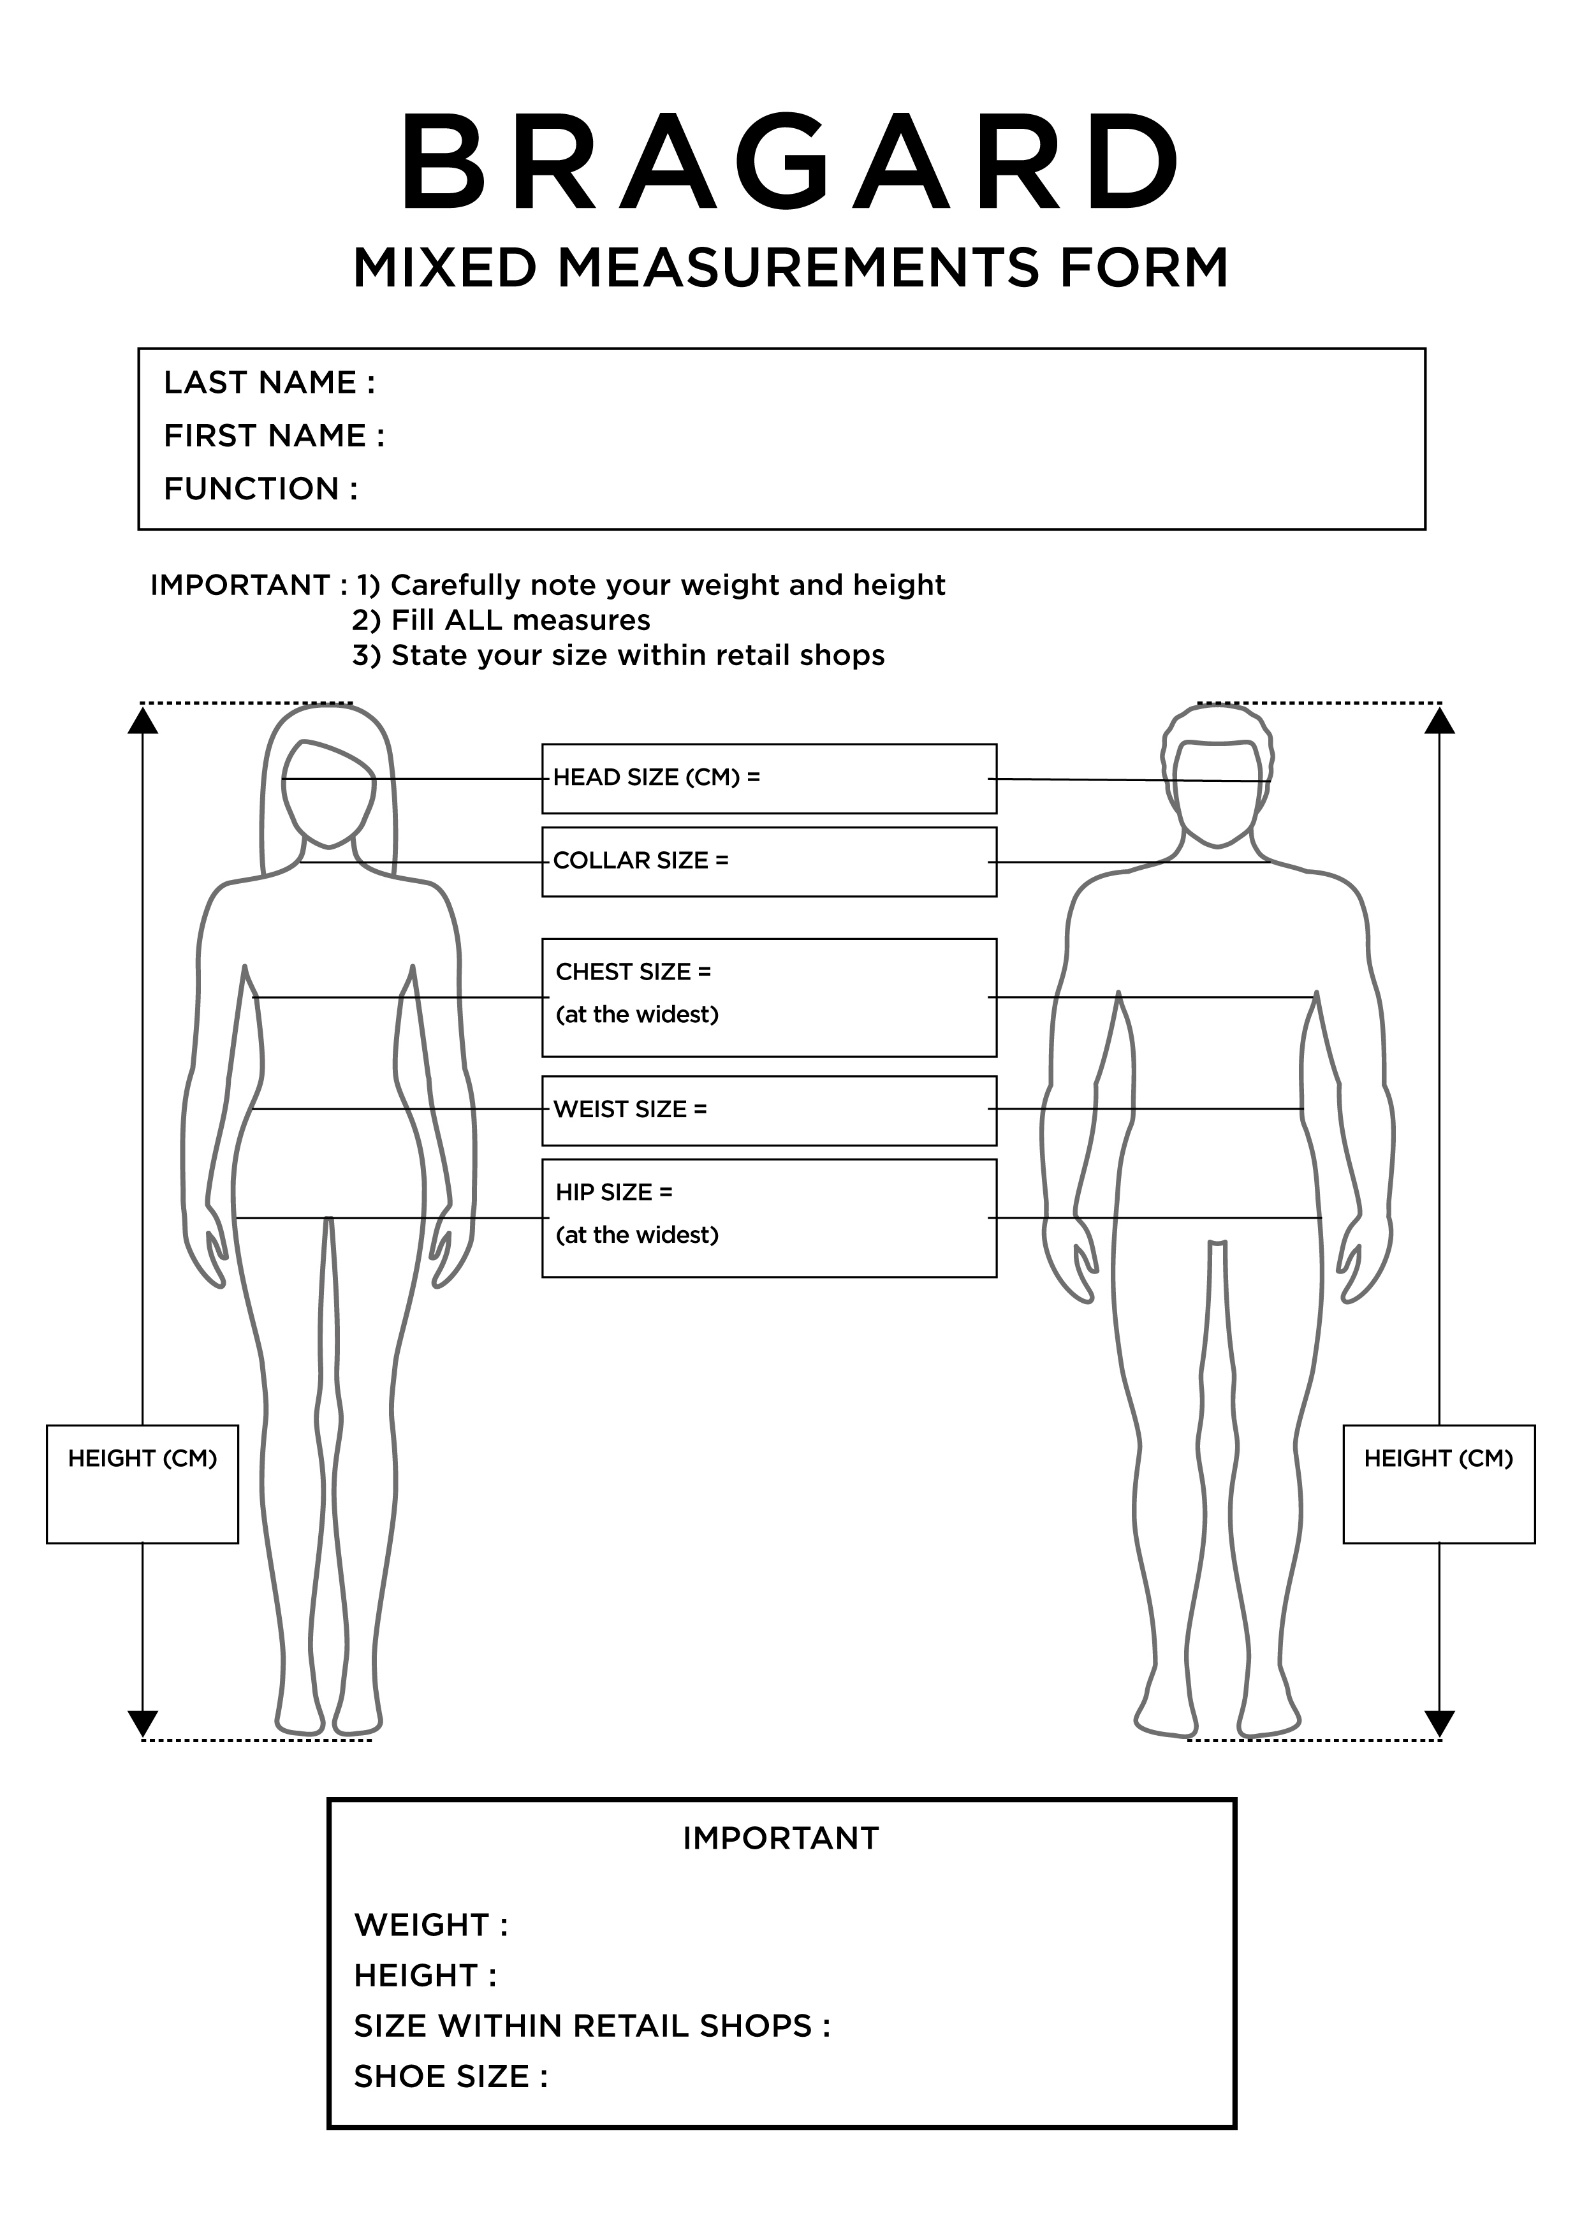 BRAGARD
MIXED MEASUREMENTS FORM
LAST NAME :
FIRST NAME :
FUNCTION :
IMPORTANT : 1) Carefully note your weight and height
2) Fill ALL measures
3) State your size within retail shops
HEAD SIZE (CM) =
COLLAR SIZE =
CHEST SIZE =
(at the widest)
WEIST SIZE =
HIP SIZE =
(at the widest)
HEIGHT (CM)
HEIGHT (CM)
IMPORTANT
WEIGHT :
HEIGHT :
SIZE WITHIN RETAIL SHOPS :
SHOE SIZE :